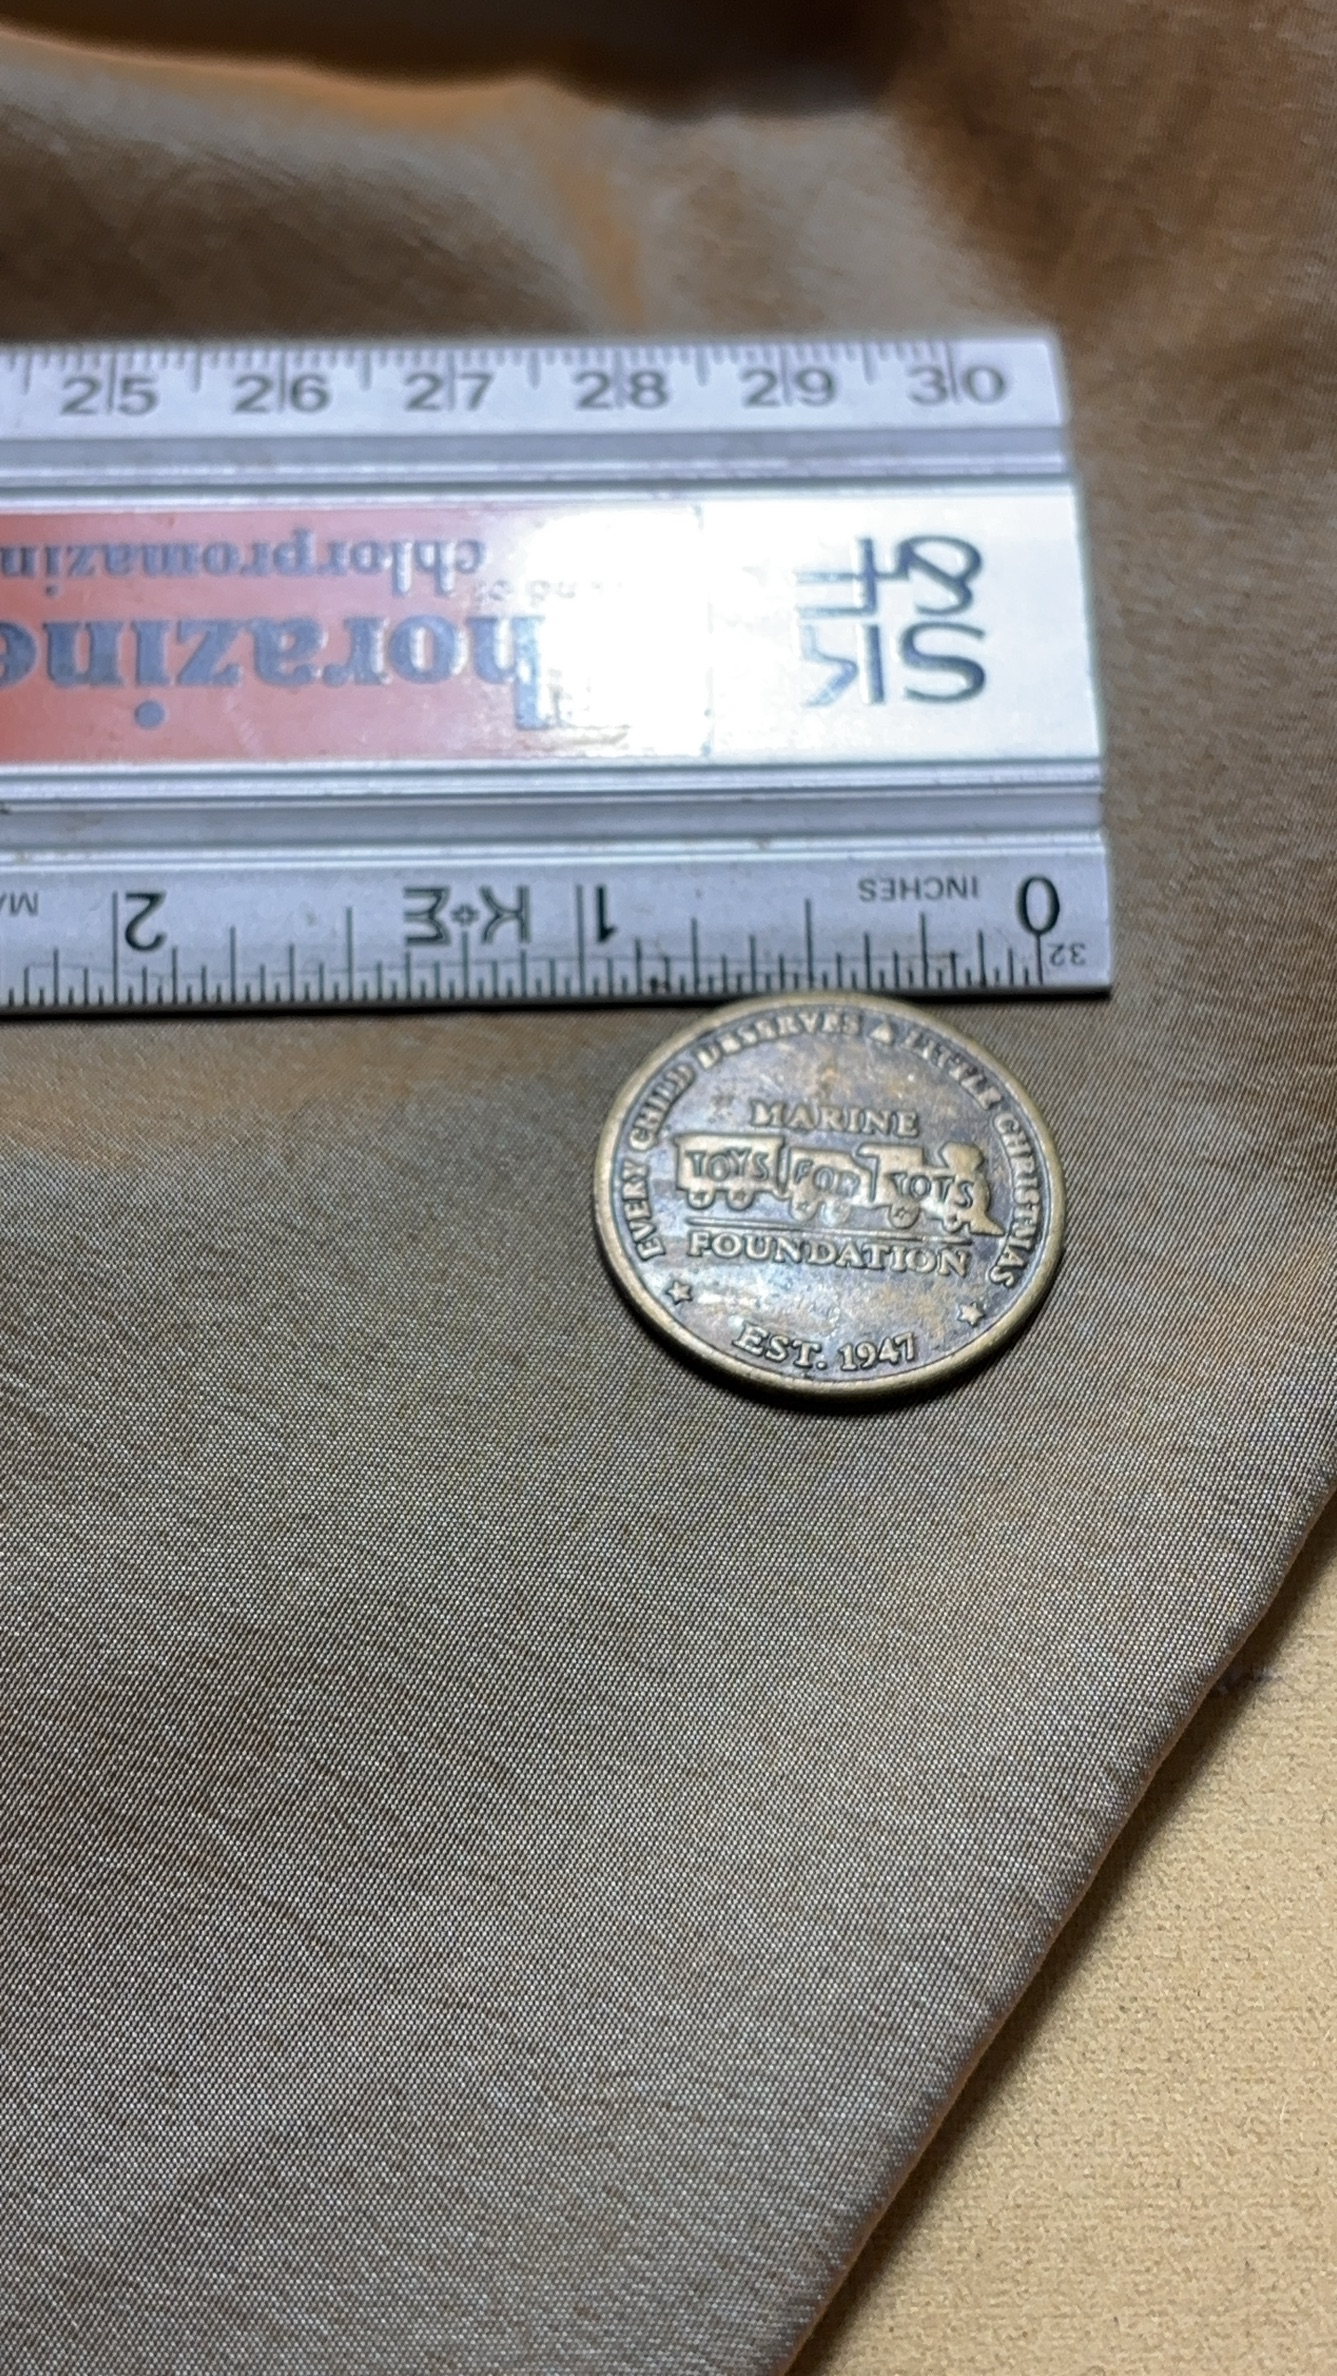 25 26 27 28 29 30
chlorpromazin
horazine
SK
&F
MA 2 K+E 1 INCHES 0
32
EVERY CHILD DESERVES A LITTLE CHRISTMAS
MARINE
TOYS FOR TOTS
FOUNDATION
EST. 1947